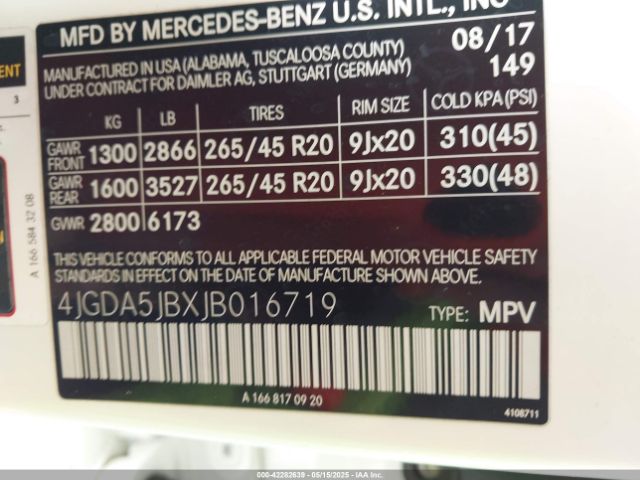 MFD BY MERCEDES-BENZ U.S. INTL., INC
MANUFACTURED IN USA (ALABAMA, TUSCALOOSA COUNTY) 08/17
UNDER CONTRACT FOR DAIMLER AG, STUTTGART (GERMANY) 149
KG LB TIRES RIM SIZE COLD KPA(PSI)
GAWR FRONT 1300 2866 265/45 R20 9Jx20 310(45)
GAWR REAR 1600 3527 265/45 R20 9Jx20 330(48)
GVWR 2800 6173
THIS VEHICLE CONFORMS TO ALL APPLICABLE FEDERAL MOTOR VEHICLE SAFETY
STANDARDS IN EFFECT ON THE DATE OF MANUFACTURE SHOWN ABOVE.
4JGDA5JBXJB016719 TYPE: MPV
A 166 817 09 20
4108711
ENT
3
A 166 584 32 08
000-42282639 - 05/15/2025 - IAAI.COM